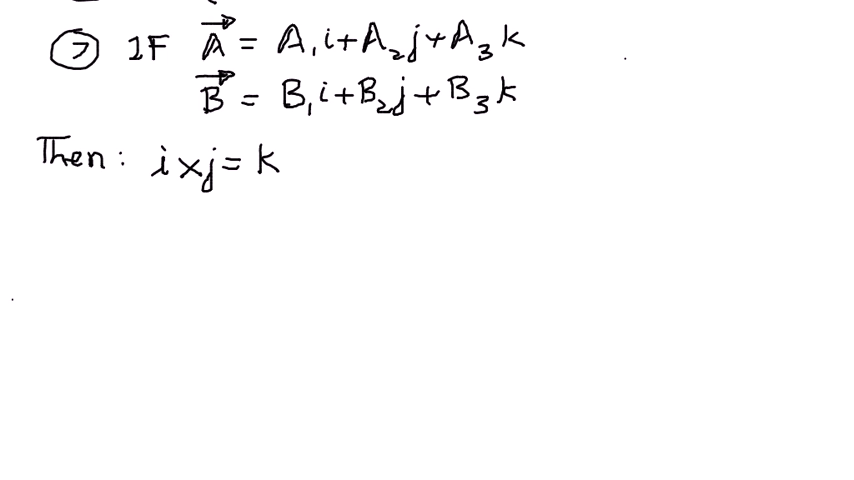 ⑦ IF A⃗ = A₁i+A₂j+A₃k
B⃗ = B₁i+B₂j+B₃k
Then: i×j= k